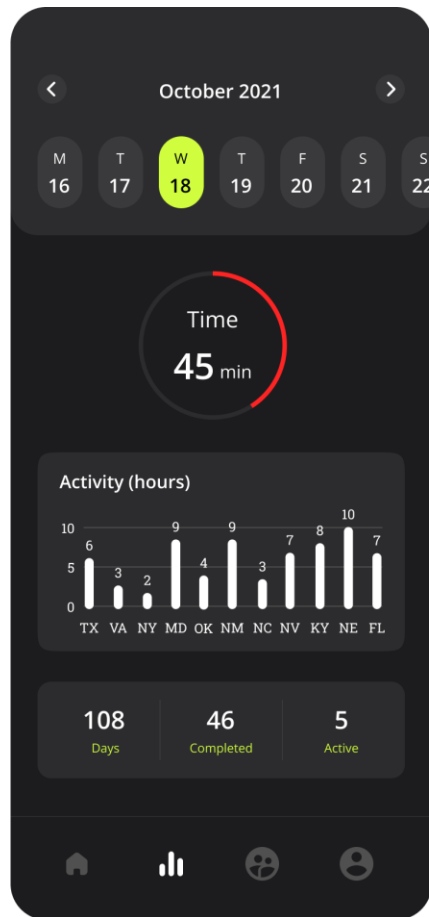 October 2021
M T W T F S S
16 17 18 19 20 21 22
Time
45 min
Activity (hours)
10
5
0
6 3 2 9 4 9 3 7 8 10 7
TX VA NY MD OK NM NC NV KY NE FL
108 46 5
Days Completed Active